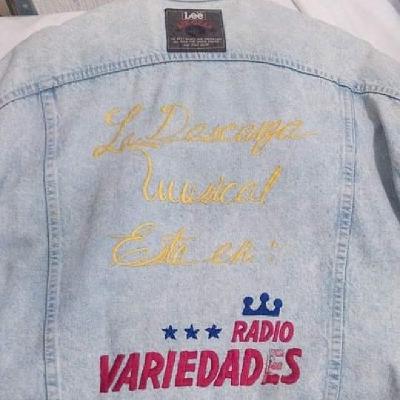 Lee
La Descarga
musical
Esta en:
RADIO
VARIEDADES